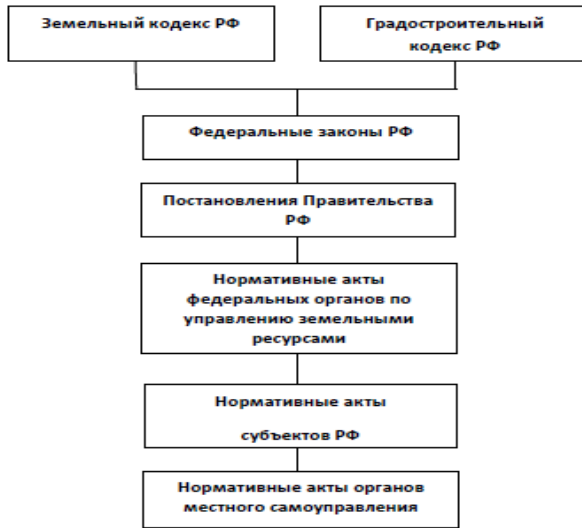 Земельный кодекс РФ
Градостроительный
кодекс РФ
Федеральные законы РФ
Постановления Правительства
РФ
Нормативные акты
федеральных органов по
управлению земельными
ресурсами
Нормативные акты
субъектов РФ
Нормативные акты органов
местного самоуправления